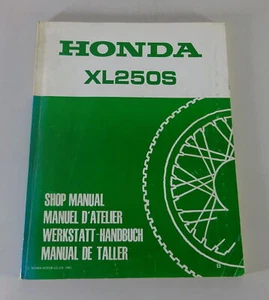 HONDA
XL250S
SHOP MANUAL
MANUEL D'ATELIER
WERKSTATT-HANDBUCH
MANUAL DE TALLER